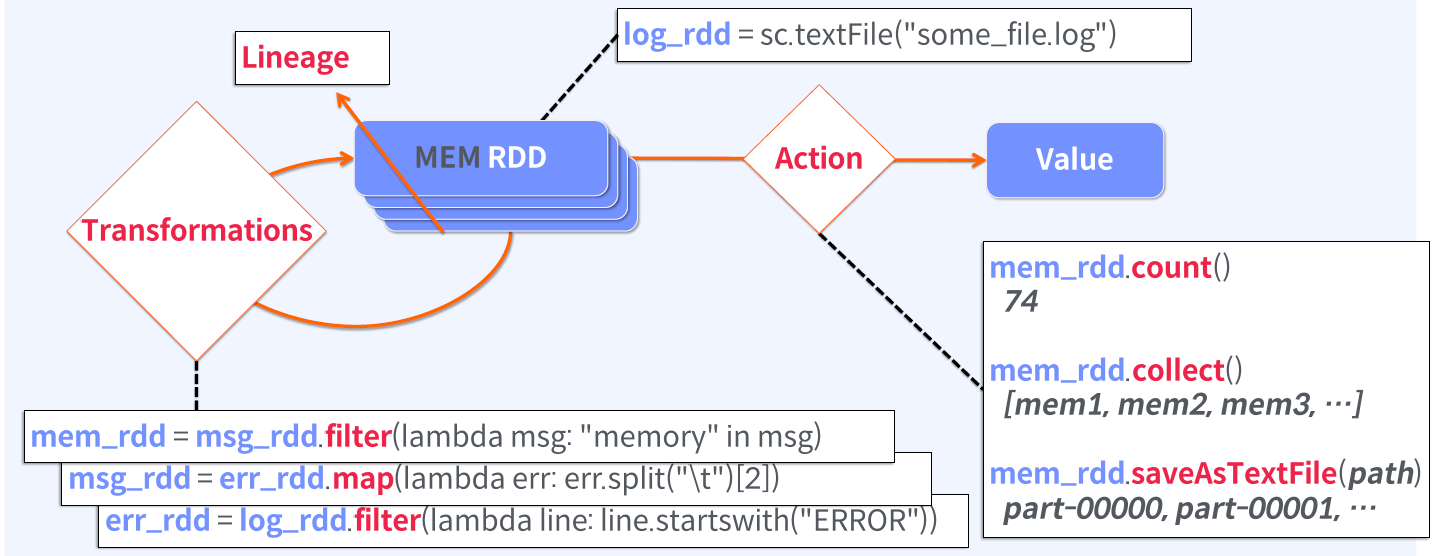 log_rdd = sc.textFile("some_file.log")
Lineage
MEM RDD
Action
Value
Transformations
mem_rdd.count()
74
mem_rdd.collect()
[mem1, mem2, mem3, ...]
mem_rdd.saveAsTextFile(path)
part-00000, part-00001, ...
mem_rdd = msg_rdd.filter(lambda msg: "memory" in msg)
msg_rdd = err_rdd.map(lambda err: err.split("\t")[2])
err_rdd = log_rdd.filter(lambda line: line.startswith("ERROR"))